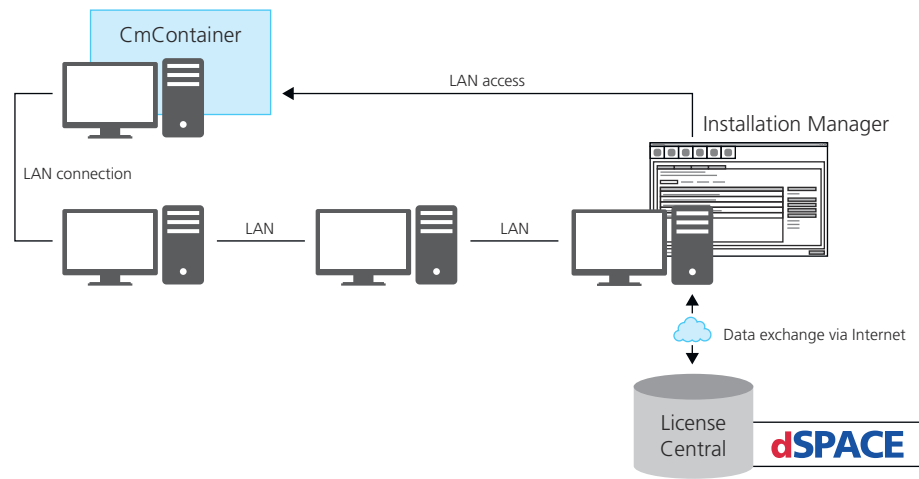 CmContainer
LAN access
Installation Manager
LAN connection
LAN
LAN
Data exchange via Internet
License
Central
dSPACE